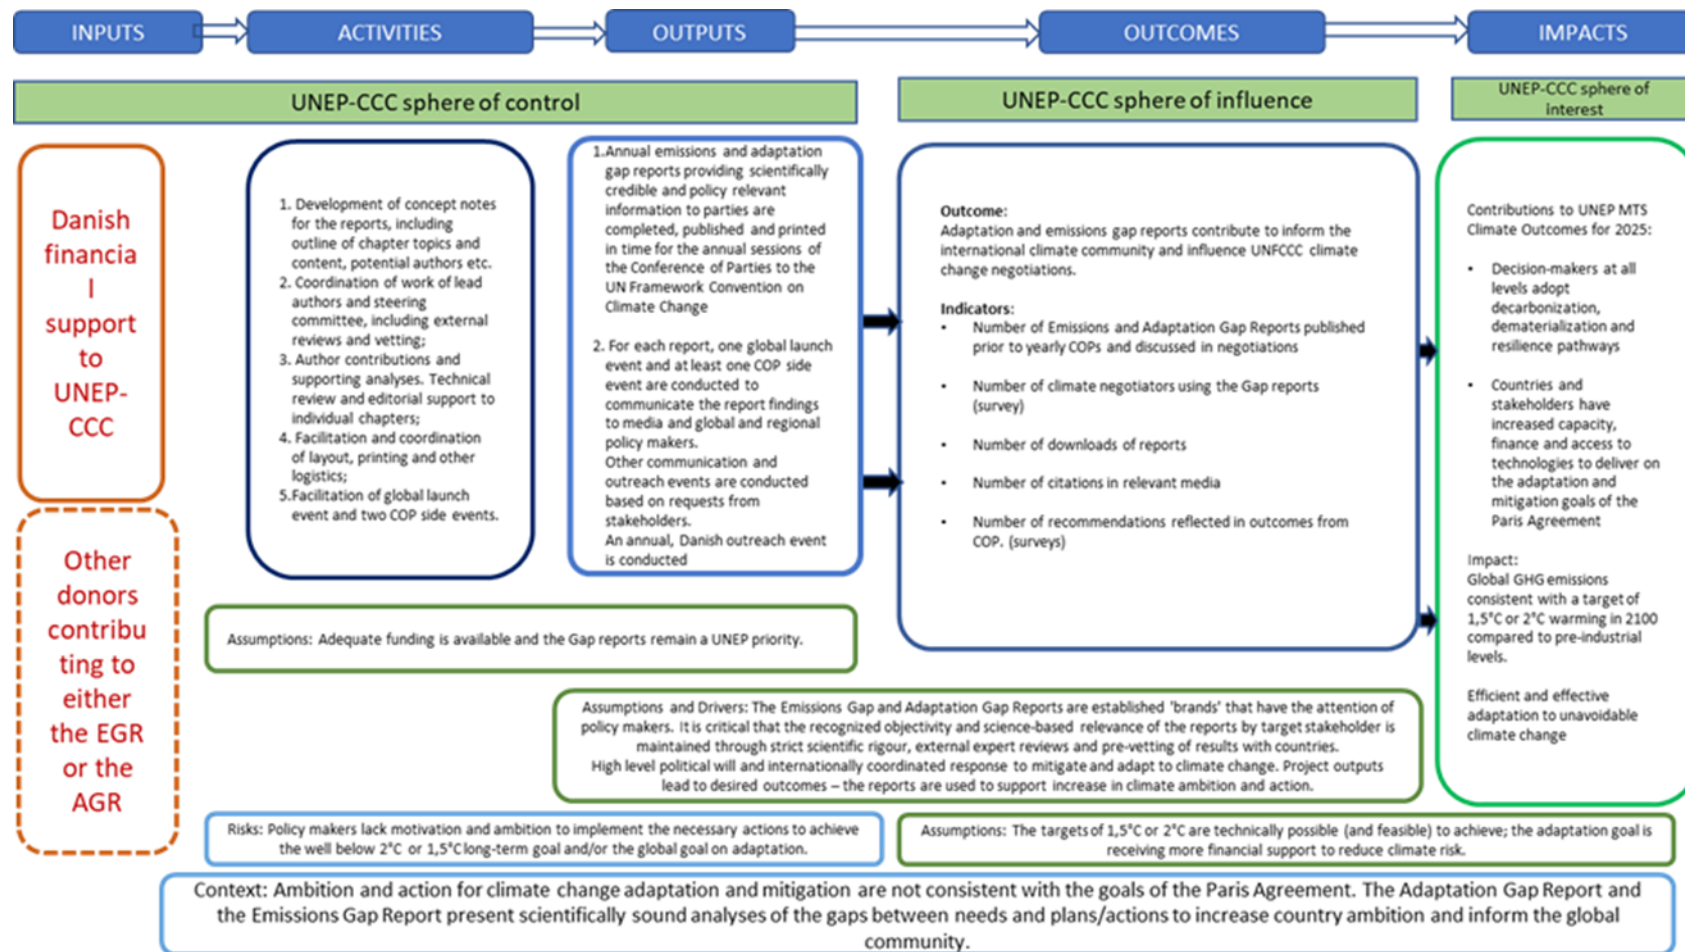 INPUTS
ACTIVITIES
OUTPUTS
OUTCOMES
IMPACTS
UNEP-CCC sphere of control
UNEP-CCC sphere of influence
UNEP-CCC sphere of
interest
Danish
financia
l
support
to
UNEP-
CCC
Other
donors
contribu
ting to
either
the EGR
or the
AGR
1. Development of concept notes
for the reports, including
outline of chapter topics and
content, potential authors etc.
2. Coordination of work of lead
authors and steering
committee, including external
reviews and vetting;
3. Author contributions and
supporting analyses. Technical
review and editorial support to
individual chapters;
4. Facilitation and coordination
of layout, printing and other
logistics;
5.Facilitation of global launch
event and two COP side events.
1.Annual emissions and adaptation
gap reports providing scientifically
credible and policy relevant
information to parties are
completed, published and printed
in time for the annual sessions of
the Conference of Parties to the
UN Framework Convention on
Climate Change
2. For each report, one global launch
event and at least one COP side
event are conducted to
communicate the report findings
to media and global and regional
policy makers.
Other communication and
outreach events are conducted
based on requests from
stakeholders.
An annual, Danish outreach event
is conducted
Outcome:
Adaptation and emissions gap reports contribute to inform the
international climate community and influence UNFCCC climate
change negotiations.
Indicators:
• Number of Emissions and Adaptation Gap Reports published
prior to yearly COPs and discussed in negotiations
• Number of climate negotiators using the Gap reports
(survey)
• Number of downloads of reports
• Number of citations in relevant media
• Number of recommendations reflected in outcomes from
COP. (surveys)
Contributions to UNEP MTS
Climate Outcomes for 2025:
• Decision-makers at all
levels adopt
decarbonization,
dematerialization and
resilience pathways
• Countries and
stakeholders have
increased capacity,
finance and access to
technologies to deliver on
the adaptation and
mitigation goals of the
Paris Agreement
Impact:
Global GHG emissions
consistent with a target of
1,5°C or 2°C warming in 2100
compared to pre-industrial
levels.
Efficient and effective
adaptation to unavoidable
climate change
Assumptions: Adequate funding is available and the Gap reports remain a UNEP priority.
Assumptions and Drivers: The Emissions Gap and Adaptation Gap Reports are established 'brands' that have the attention of
policy makers. It is critical that the recognized objectivity and science-based relevance of the reports by target stakeholder is
maintained through strict scientific rigour, external expert reviews and pre-vetting of results with countries.
High level political will and internationally coordinated response to mitigate and adapt to climate change. Project outputs
lead to desired outcomes – the reports are used to support increase in climate ambition and action.
Risks: Policy makers lack motivation and ambition to implement the necessary actions to achieve
the well below 2°C or 1,5°C long-term goal and/or the global goal on adaptation.
Assumptions: The targets of 1,5°C or 2°C are technically possible (and feasible) to achieve; the adaptation goal is
receiving more financial support to reduce climate risk.
Context: Ambition and action for climate change adaptation and mitigation are not consistent with the goals of the Paris Agreement. The Adaptation Gap Report and
the Emissions Gap Report present scientifically sound analyses of the gaps between needs and plans/actions to increase country ambition and inform the global
community.